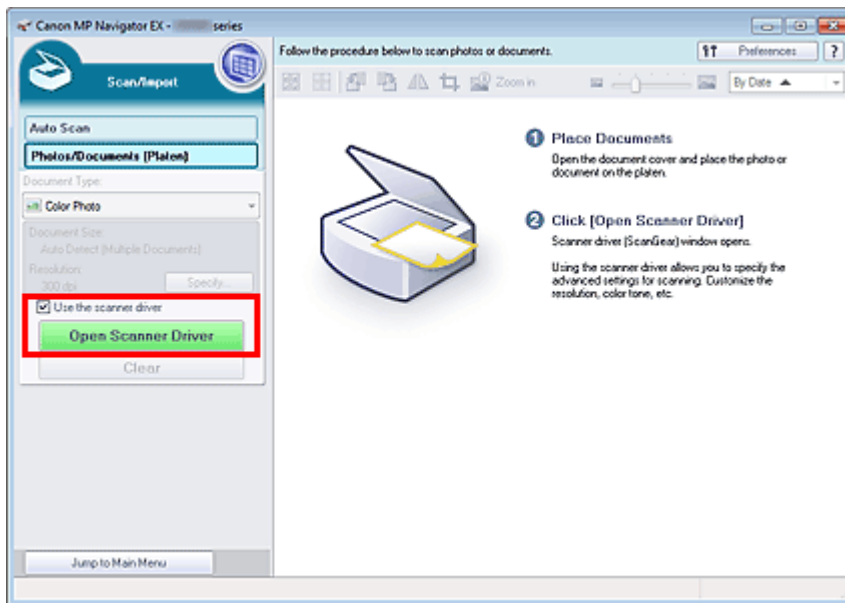 Canon MP Navigator EX - series
Scan/Import
Auto Scan
Photos/Documents (Platen)
Document Type:
Color Photo
Document Size:
Auto Detect (Multiple Documents)
Resolution:
300 dpi
Specify...
Use the scanner driver
Open Scanner Driver
Clear
Jump to Main Menu
Follow the procedure below to scan photos or documents.
Preferences
?
Zoom in
By Date
1 Place Documents
Open the document cover and place the photo or
document on the platen.
2 Click [Open Scanner Driver]
Scanner driver (ScanGear) window opens.
Using the scanner driver allows you to specify the
advanced settings for scanning. Customize the
resolution, color tone, etc.